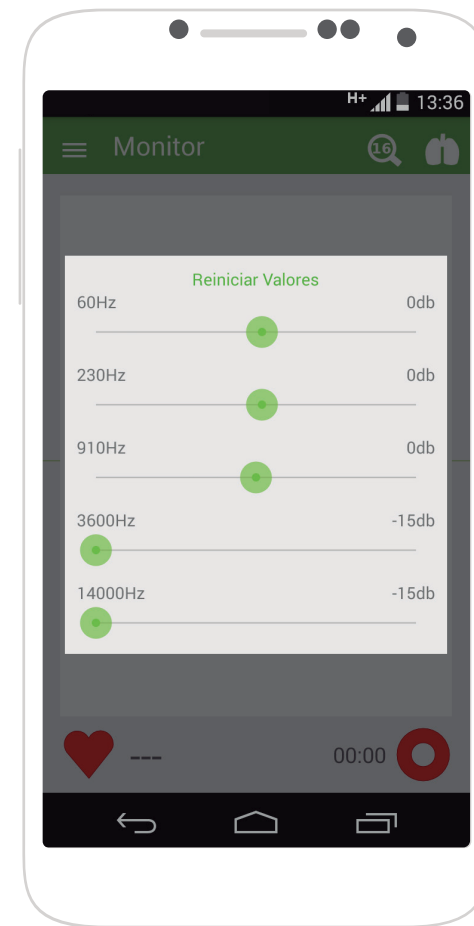 H+ 13:36
Monitor 16
Reiniciar Valores
60Hz 0db
230Hz 0db
910Hz 0db
3600Hz -15db
14000Hz -15db
--- 00:00